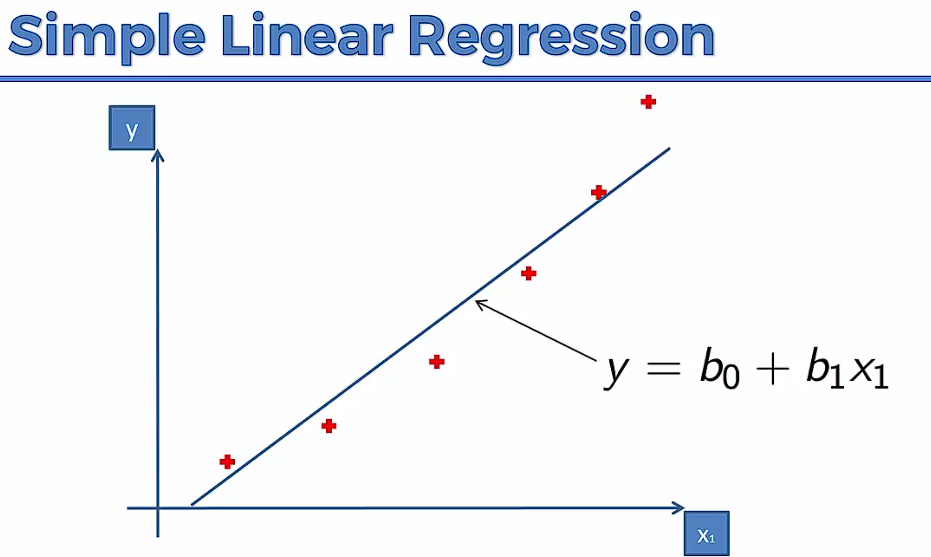 Simple Linear Regression
y
y = b₀ + b₁x₁
x₁